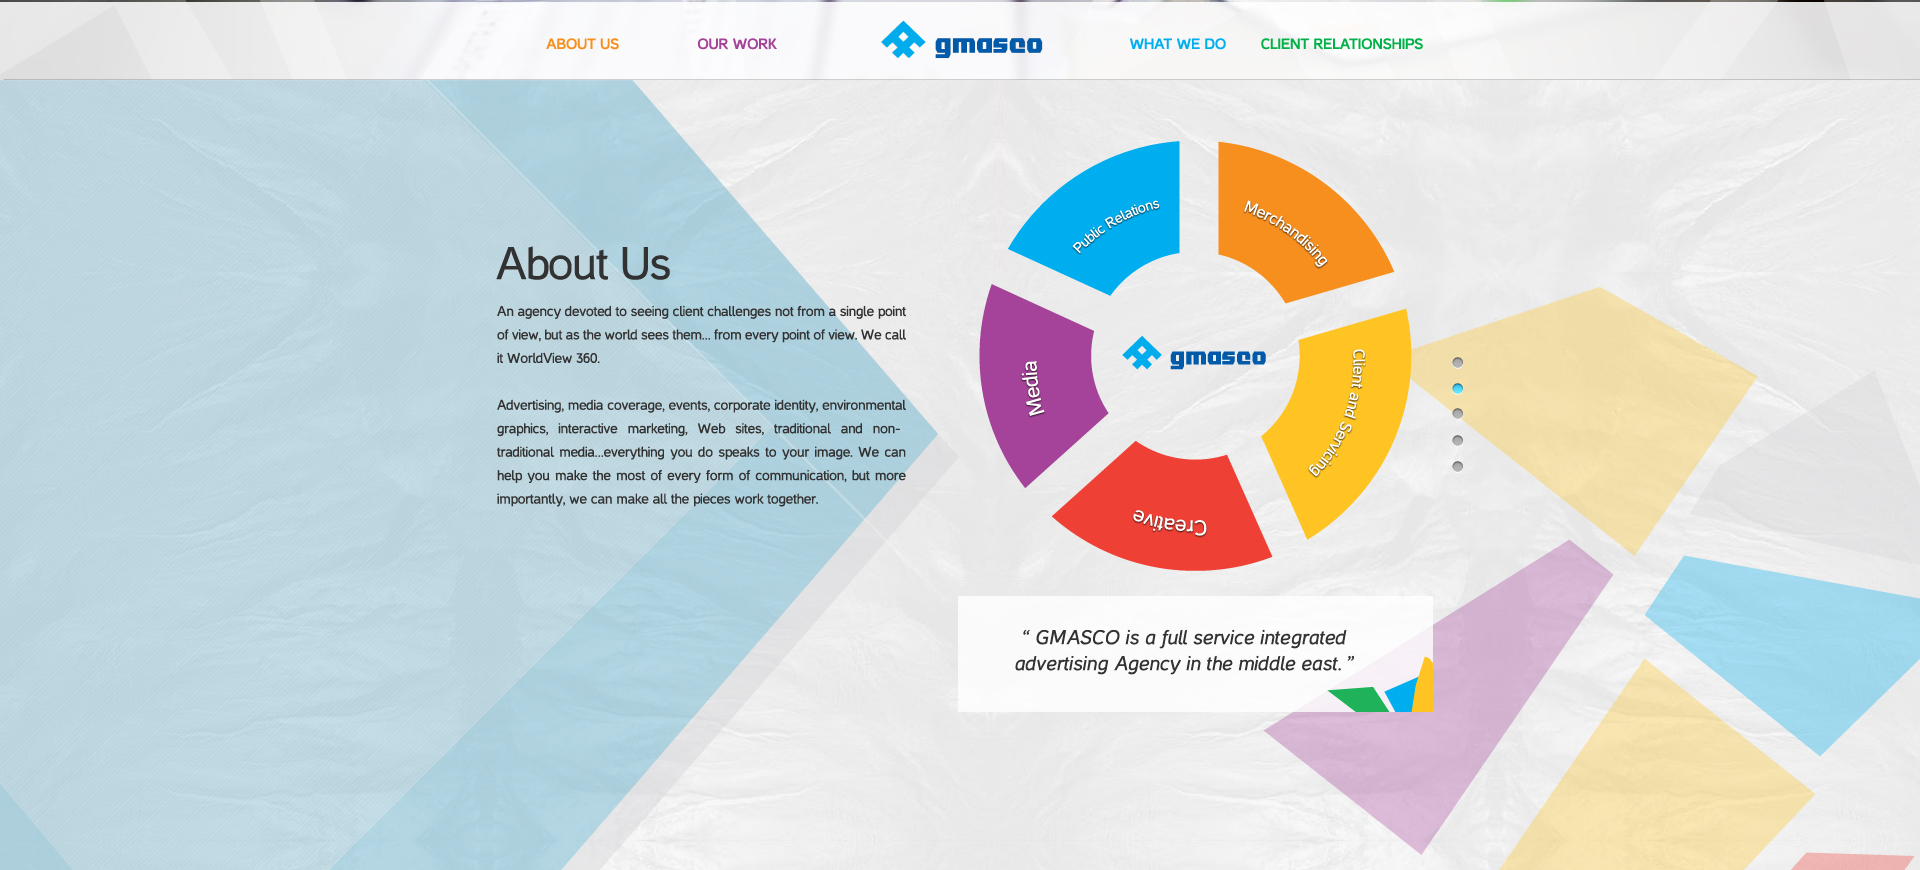 ABOUT US
OUR WORK
gmasco
WHAT WE DO
CLIENT RELATIONSHIPS
About Us
An agency devoted to seeing client challenges not from a single point
of view, but as the world sees them... from every point of view. We call
it WorldView 360.
Advertising, media coverage, events, corporate identity, environmental
graphics, interactive marketing, Web sites, traditional and non-
traditional media...everything you do speaks to your image. We can
help you make the most of every form of communication, but more
importantly, we can make all the pieces work together.
Public Relations
Merchandising
Media
gmasco
Client and Servicing
Creative
“ GMASCO is a full service integrated
advertising Agency in the middle east. ”